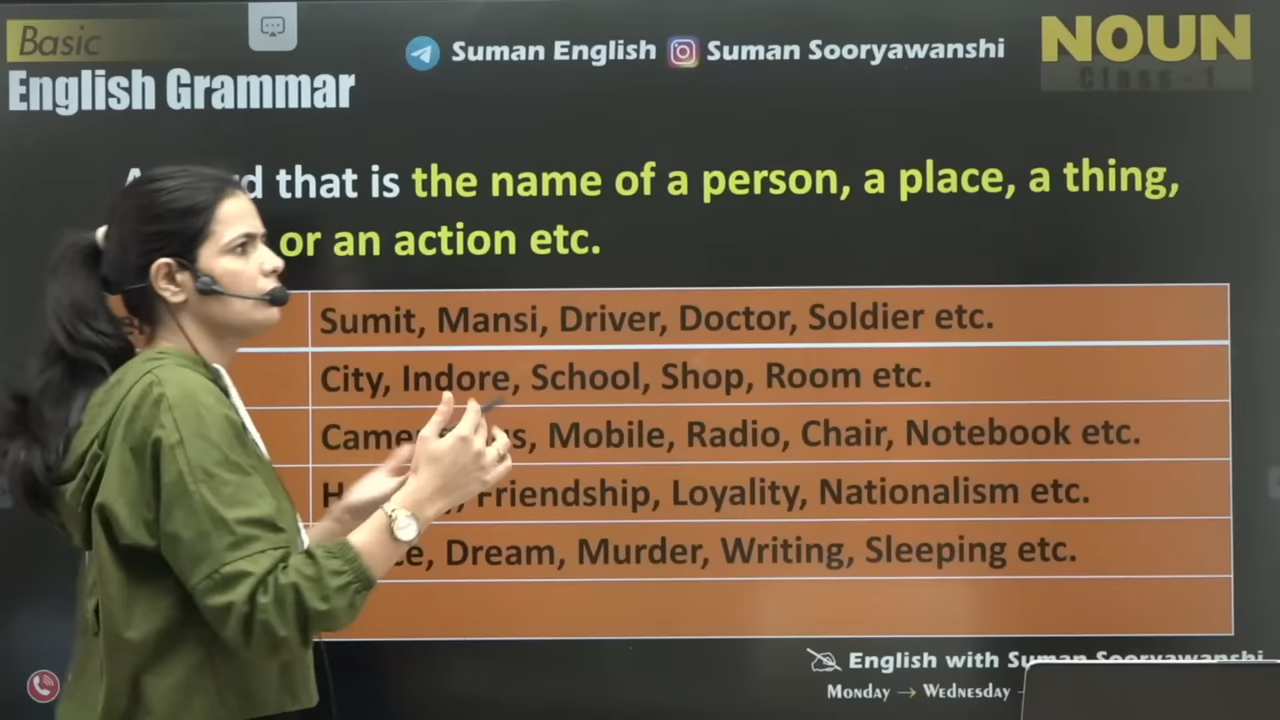 Basic
English Grammar
Suman English Suman Sooryawanshi
NOUN
Class - 1
that is the name of a person, a place, a thing,
or an action etc.
Sumit, Mansi, Driver, Doctor, Soldier etc.
City, Indore, School, Shop, Room etc.
Mobile, Radio, Chair, Notebook etc.
Friendship, Loyality, Nationalism etc.
Dream, Murder, Writing, Sleeping etc.
English with Suman Sooryawanshi
Monday → Wednesday